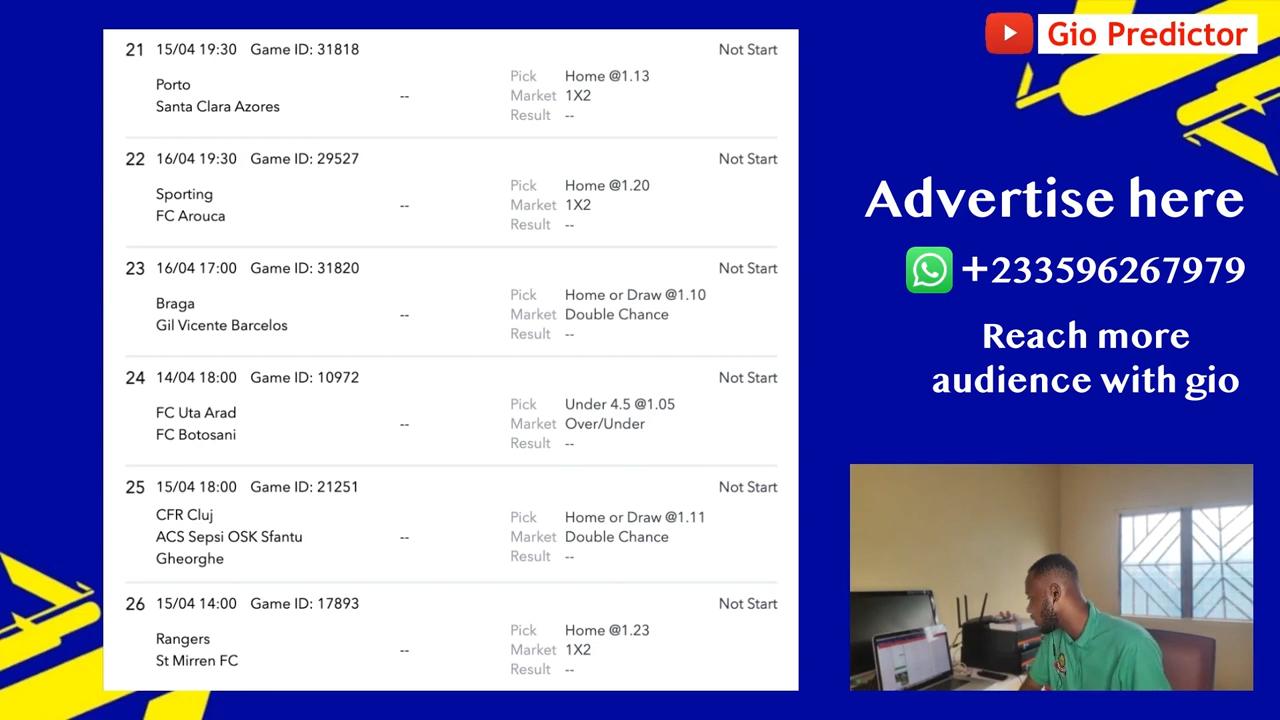 21 15/04 19:30 Game ID: 31818 Not Start
Porto
Santa Clara Azores
--
Pick Home @1.13
Market 1X2
Result --
22 16/04 19:30 Game ID: 29527 Not Start
Sporting
FC Arouca
--
Pick Home @1.20
Market 1X2
Result --
23 16/04 17:00 Game ID: 31820 Not Start
Braga
Gil Vicente Barcelos
--
Pick Home or Draw @1.10
Market Double Chance
Result --
24 14/04 18:00 Game ID: 10972 Not Start
FC Uta Arad
FC Botosani
--
Pick Under 4.5 @1.05
Market Over/Under
Result --
25 15/04 18:00 Game ID: 21251 Not Start
CFR Cluj
ACS Sepsi OSK Sfantu
Gheorghe
--
Pick Home or Draw @1.11
Market Double Chance
Result --
26 15/04 14:00 Game ID: 17893 Not Start
Rangers
St Mirren FC
--
Pick Home @1.23
Market 1X2
Result --
Gio Predictor
Advertise here
+233596267979
Reach more
audience with gio